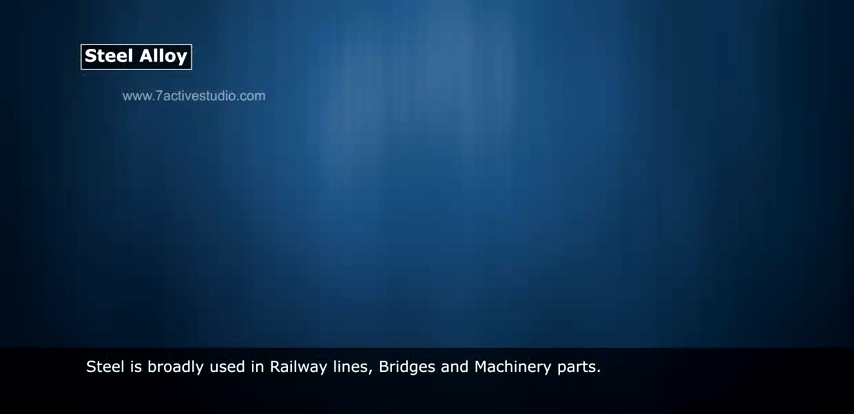 Steel Alloy
www.7activestudio.com
Steel is broadly used in Railway lines, Bridges and Machinery parts.